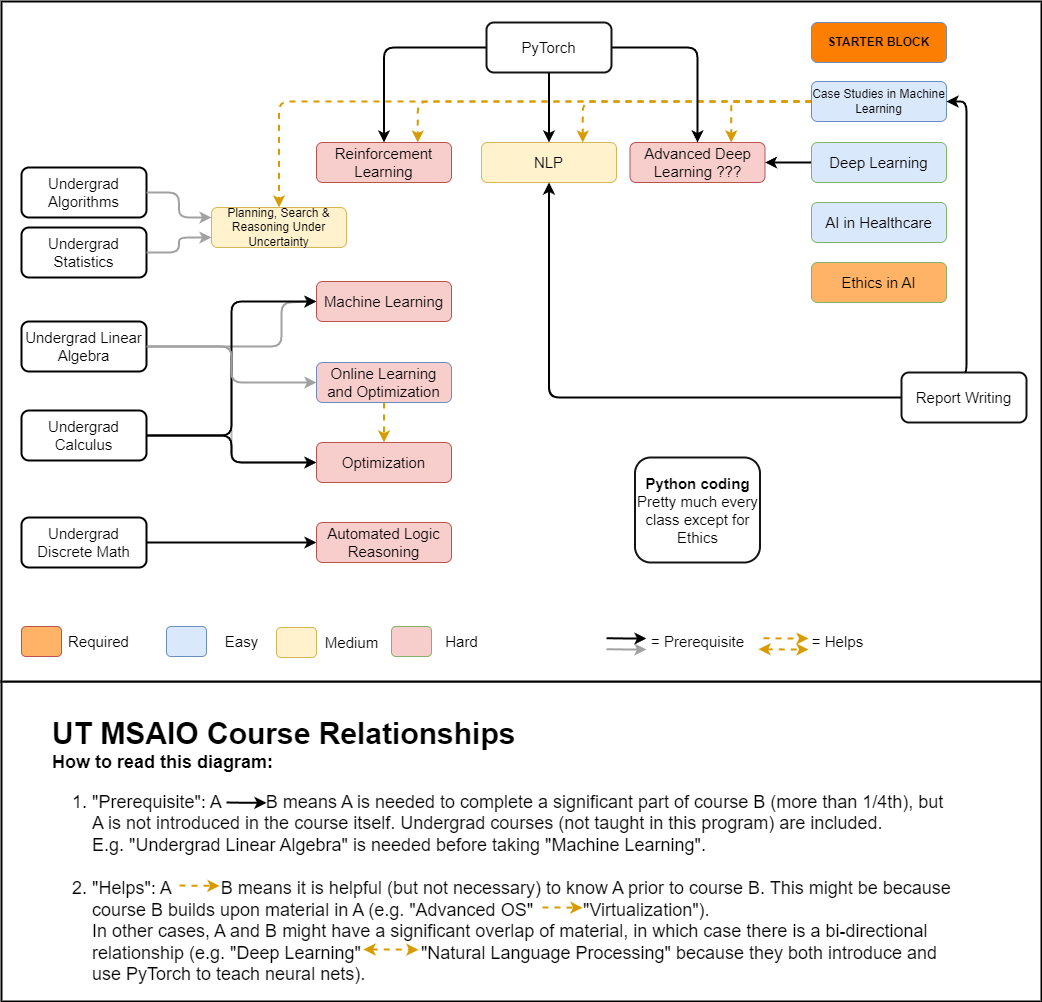 PyTorch
STARTER BLOCK
Case Studies in Machine
Learning
Reinforcement
Learning
NLP
Advanced Deep
Learning ???
Deep Learning
Undergrad
Algorithms
Planning, Search &
Reasoning Under
Uncertainty
AI in Healthcare
Undergrad
Statistics
Ethics in AI
Machine Learning
Undergrad Linear
Algebra
Online Learning
and Optimization
Report Writing
Undergrad
Calculus
Optimization
Python coding
Pretty much every
class except for
Ethics
Undergrad
Discrete Math
Automated Logic
Reasoning
Required
Easy
Medium
Hard
= Prerequisite
= Helps
UT MSAIO Course Relationships
How to read this diagram:
1. "Prerequisite": A B means A is needed to complete a significant part of course B (more than 1/4th), but
A is not introduced in the course itself. Undergrad courses (not taught in this program) are included.
E.g. "Undergrad Linear Algebra" is needed before taking "Machine Learning".
2. "Helps": A B means it is helpful (but not necessary) to know A prior to course B. This might be because
course B builds upon material in A (e.g. "Advanced OS" "Virtualization").
In other cases, A and B might have a significant overlap of material, in which case there is a bi-directional
relationship (e.g. "Deep Learning" "Natural Language Processing" because they both introduce and
use PyTorch to teach neural nets).